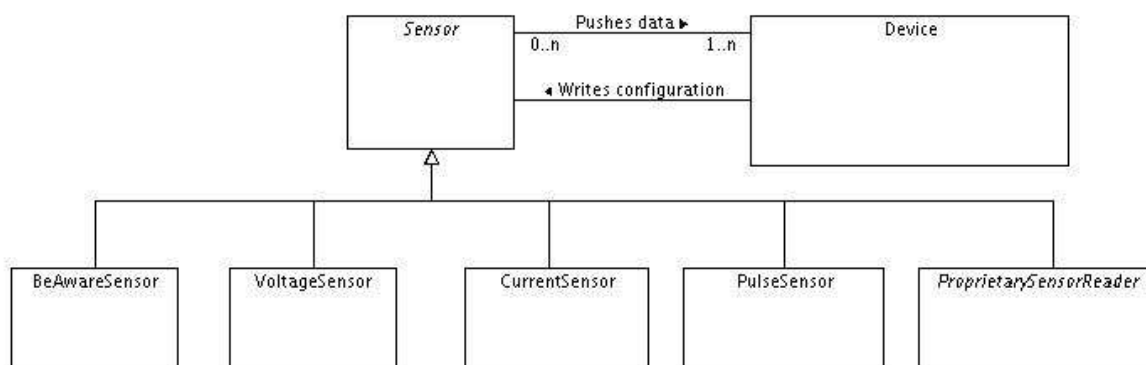 Sensor
Pushes data ▶
Device
0..n
1..n
◀ Writes configuration
BeAwareSensor
VoltageSensor
CurrentSensor
PulseSensor
ProprietarySensorReader